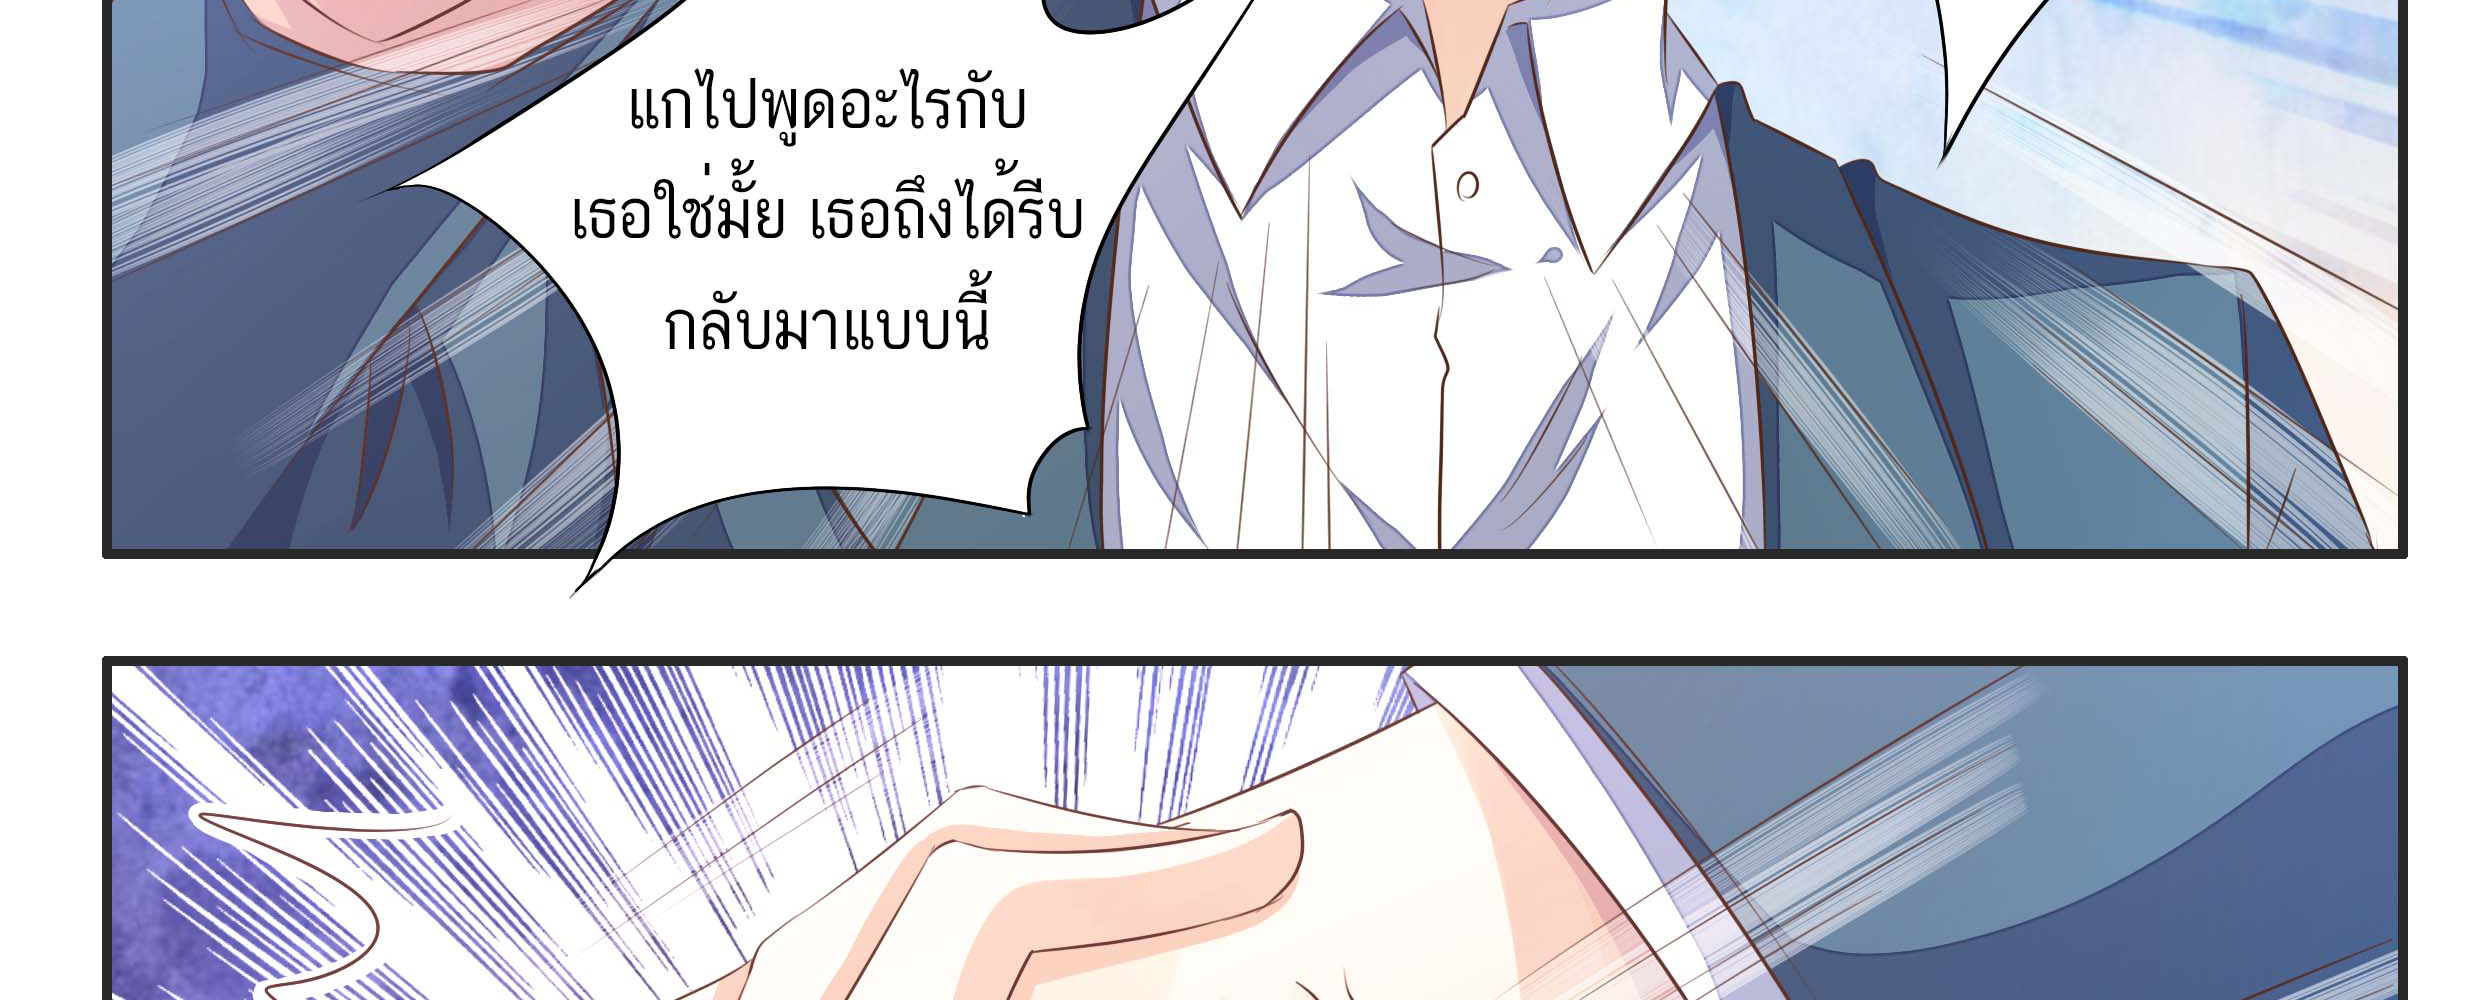 แกไปพูดอะไรกับ
เธอใช่มั้ย เธอถึงได้รีบ
กลับมาแบบนี้